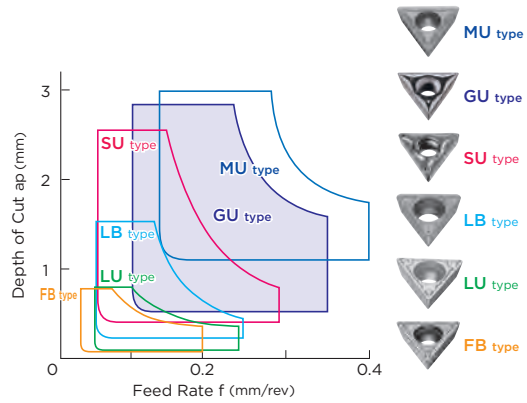 MU type
GU type
SU type
LB type
LU type
FB type
Depth of Cut ap (mm)
3
2
1
0
SU type
MU type
GU type
LB type
LU type
FB type
0
0.2
0.4
Feed Rate f (mm/rev)